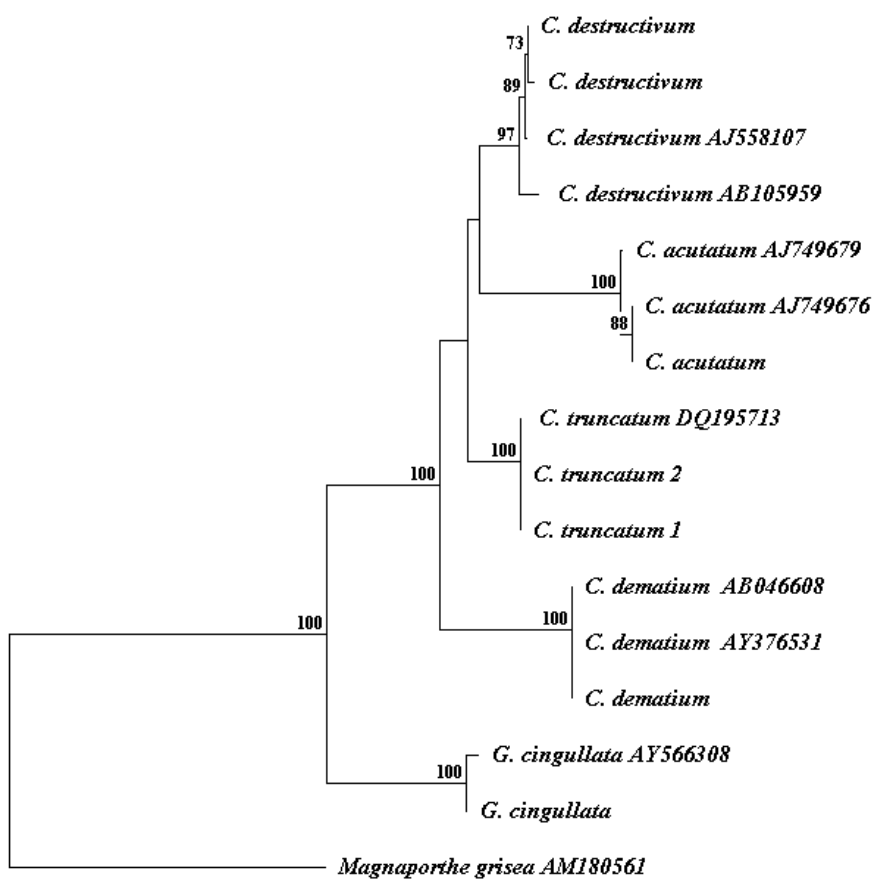 C. destructivum
73
C. destructivum
89
C. destructivum AJ558107
97
C. destructivum AB105959
C. acutatum AJ749679
100
C. acutatum AJ749676
88
C. acutatum
C. truncatum DQ195713
100
C. truncatum 2
100
C. truncatum 1
C. dematium AB046608
100
C. dematium AY376531
100
C. dematium
G. cingullata AY566308
100
G. cingullata
Magnaporthe grisea AM180561